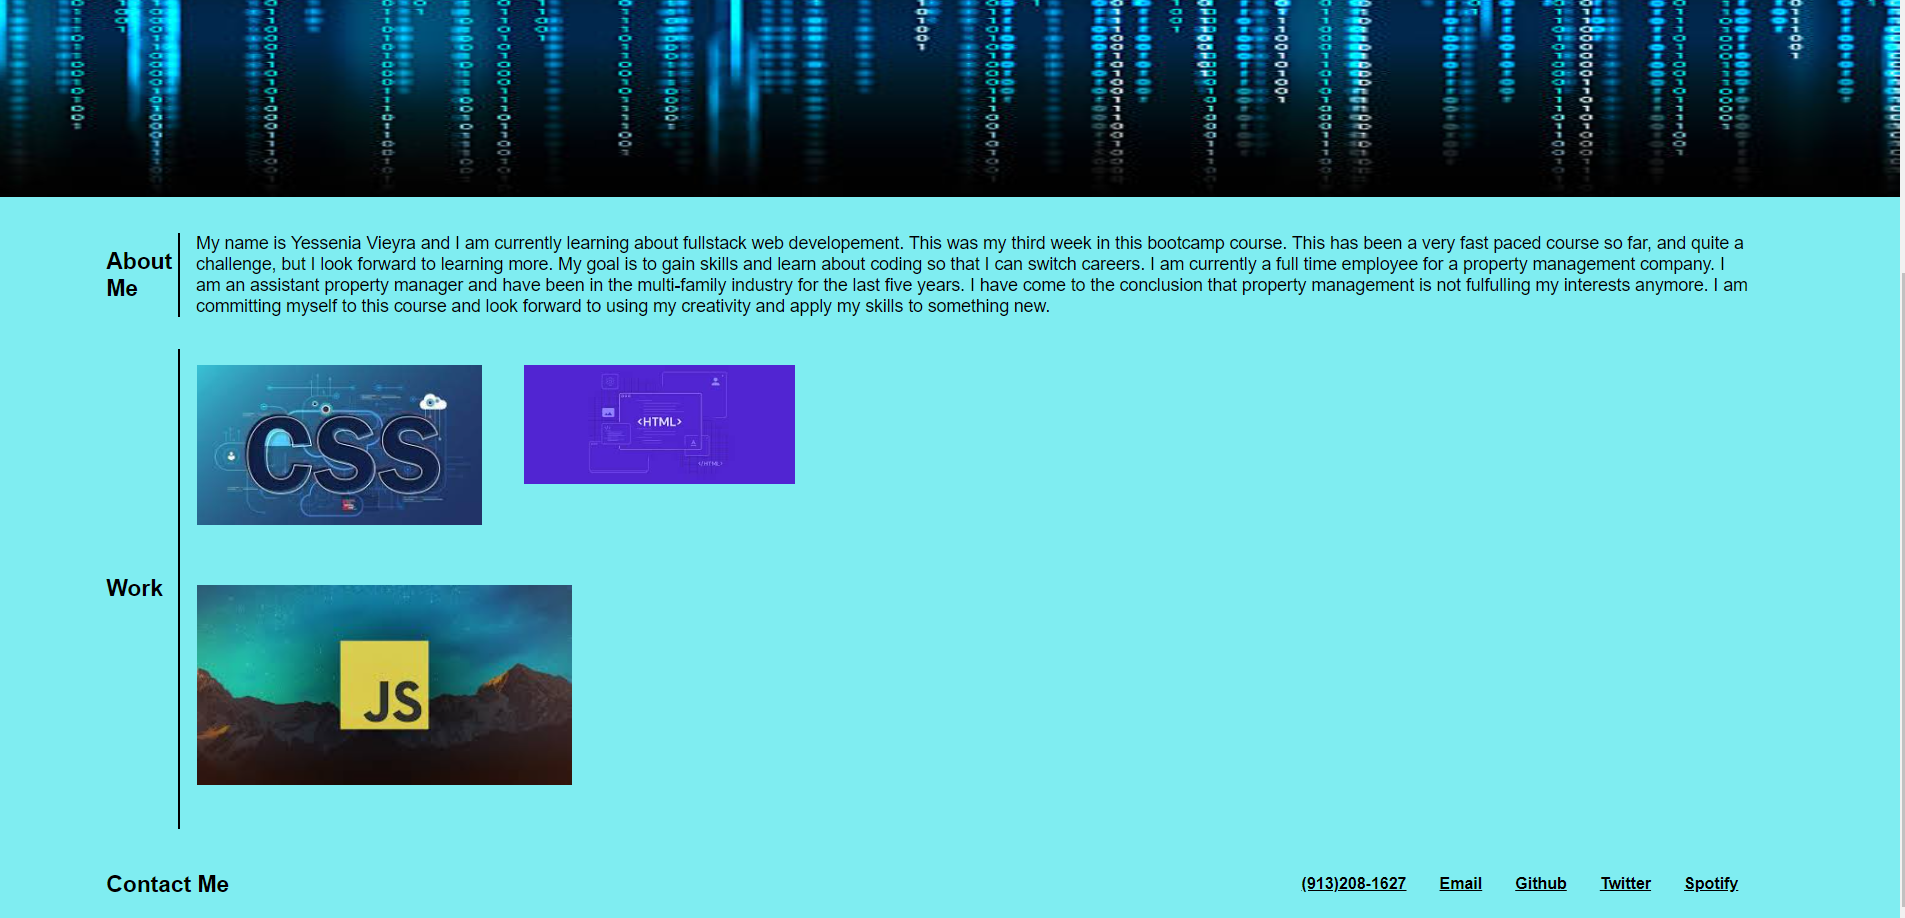 About
Me
My name is Yessenia Vieyra and I am currently learning about fullstack web developement. This was my third week in this bootcamp course. This has been a very fast paced course so far, and quite a
challenge, but I look forward to learning more. My goal is to gain skills and learn about coding so that I can switch careers. I am currently a full time employee for a property management company. I
am an assistant property manager and have been in the multi-family industry for the last five years. I have come to the conclusion that property management is not fulfulling my interests anymore. I am
committing myself to this course and look forward to using my creativity and apply my skills to something new.
Work
CSS
<HTML>
</HTML>
JS
Contact Me
(913)208-1627 Email Github Twitter Spotify